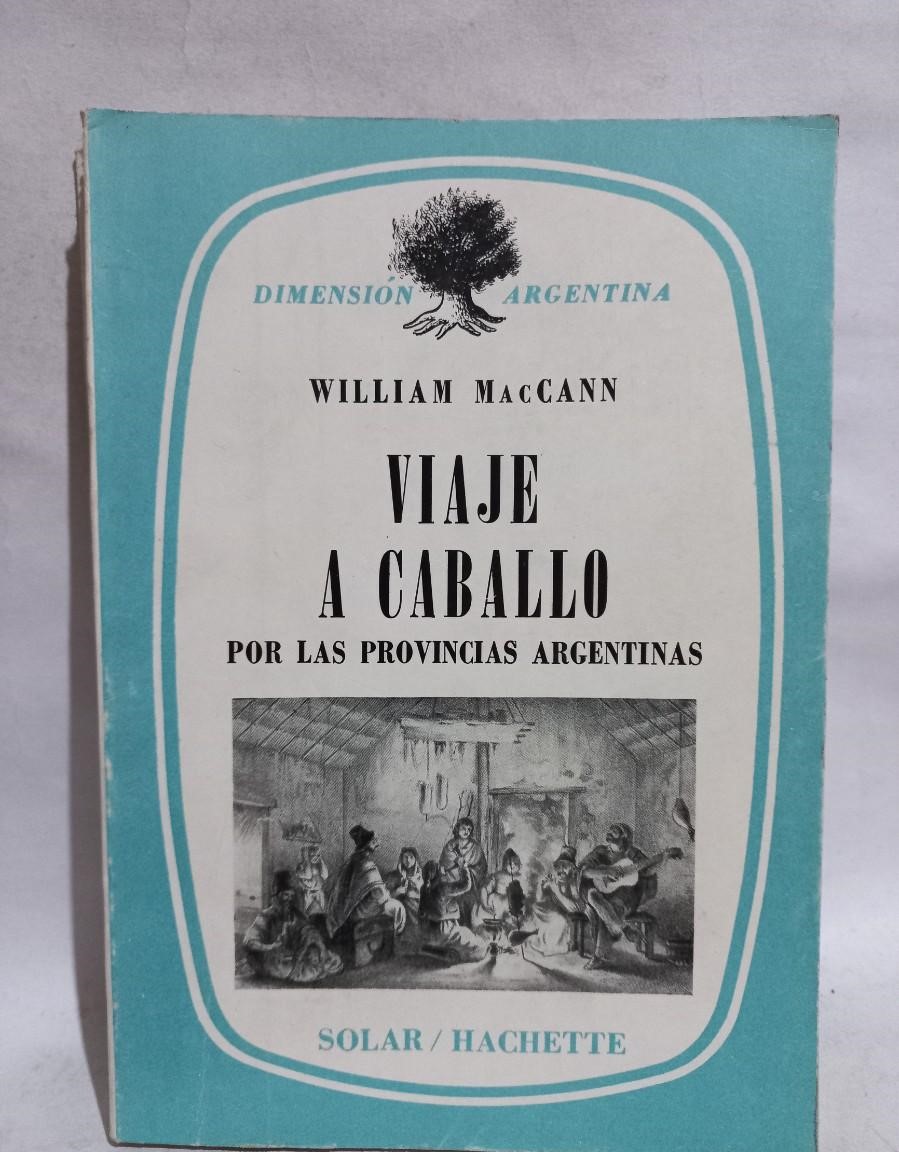 DIMENSIÓN ARGENTINA
WILLIAM MacCANN
VIAJE
A CABALLO
POR LAS PROVINCIAS ARGENTINAS
SOLAR / HACHETTE